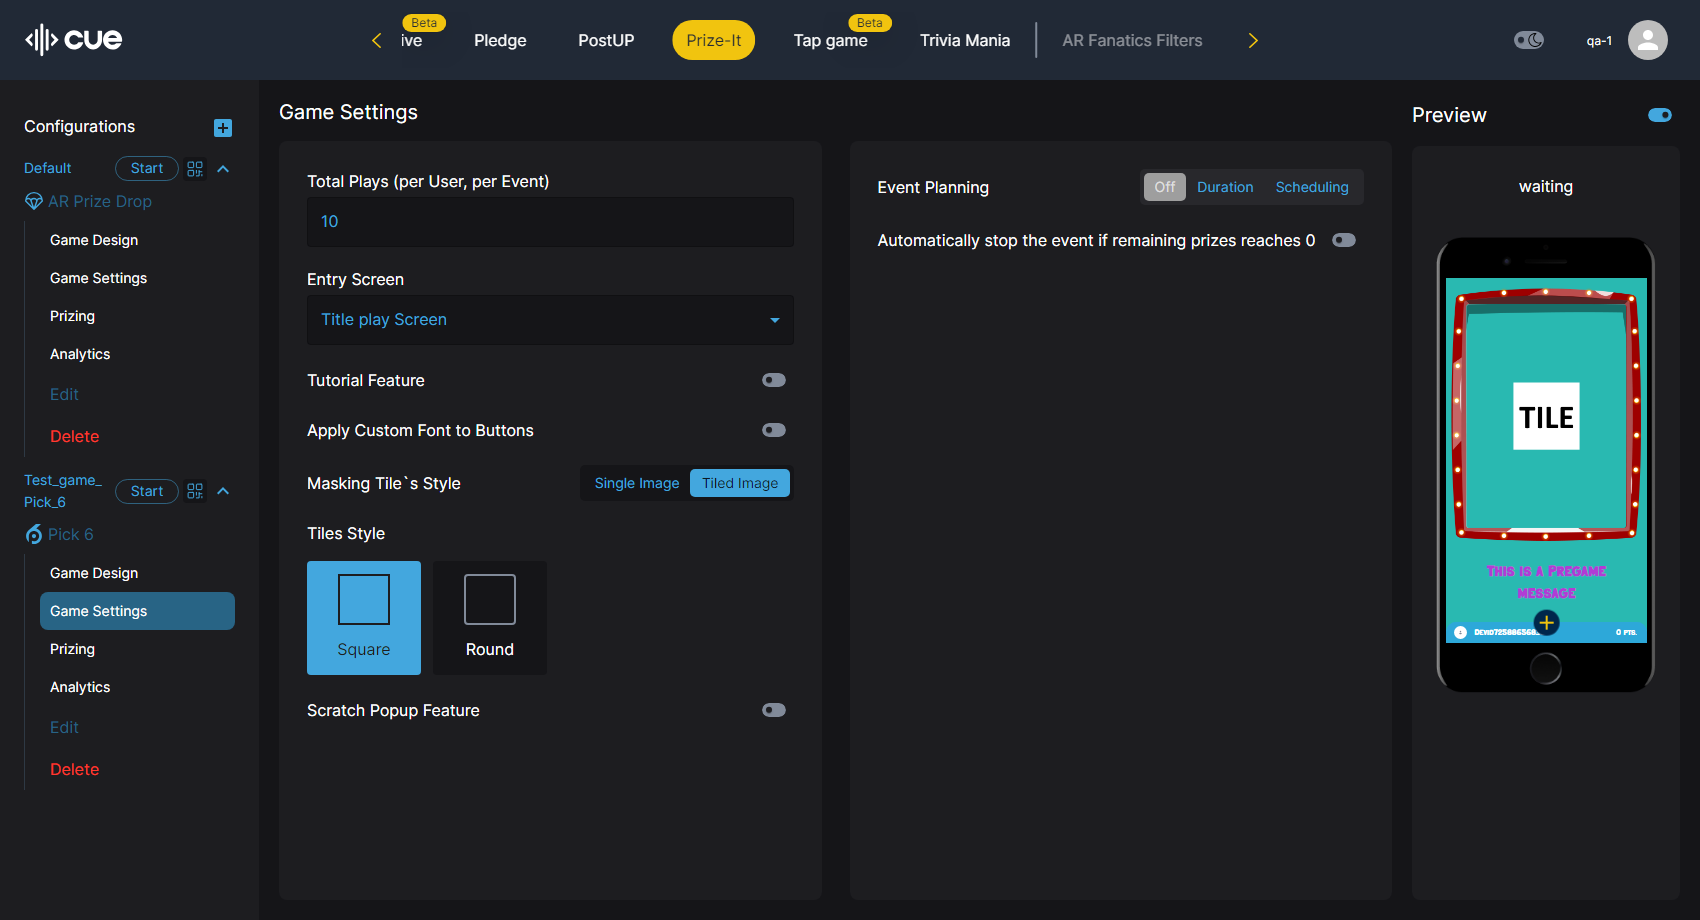 cue
Beta
ive
Pledge
PostUP
Prize-It
Beta
Tap game
Trivia Mania
AR Fanatics Filters
qa-1
Configurations
Default
Start
AR Prize Drop
Game Design
Game Settings
Prizing
Analytics
Edit
Delete
Test_game_
Pick_6
Start
Pick 6
Game Design
Game Settings
Prizing
Analytics
Edit
Delete
Game Settings
Total Plays (per User, per Event)
10
Entry Screen
Title play Screen
Tutorial Feature
Apply Custom Font to Buttons
Masking Tile`s Style
Single Image
Tiled Image
Tiles Style
Square
Round
Scratch Popup Feature
Event Planning
Off
Duration
Scheduling
Automatically stop the event if remaining prizes reaches 0
Preview
waiting
TILE
THIS IS A PREGAME
MESSAGE
0 PTS.